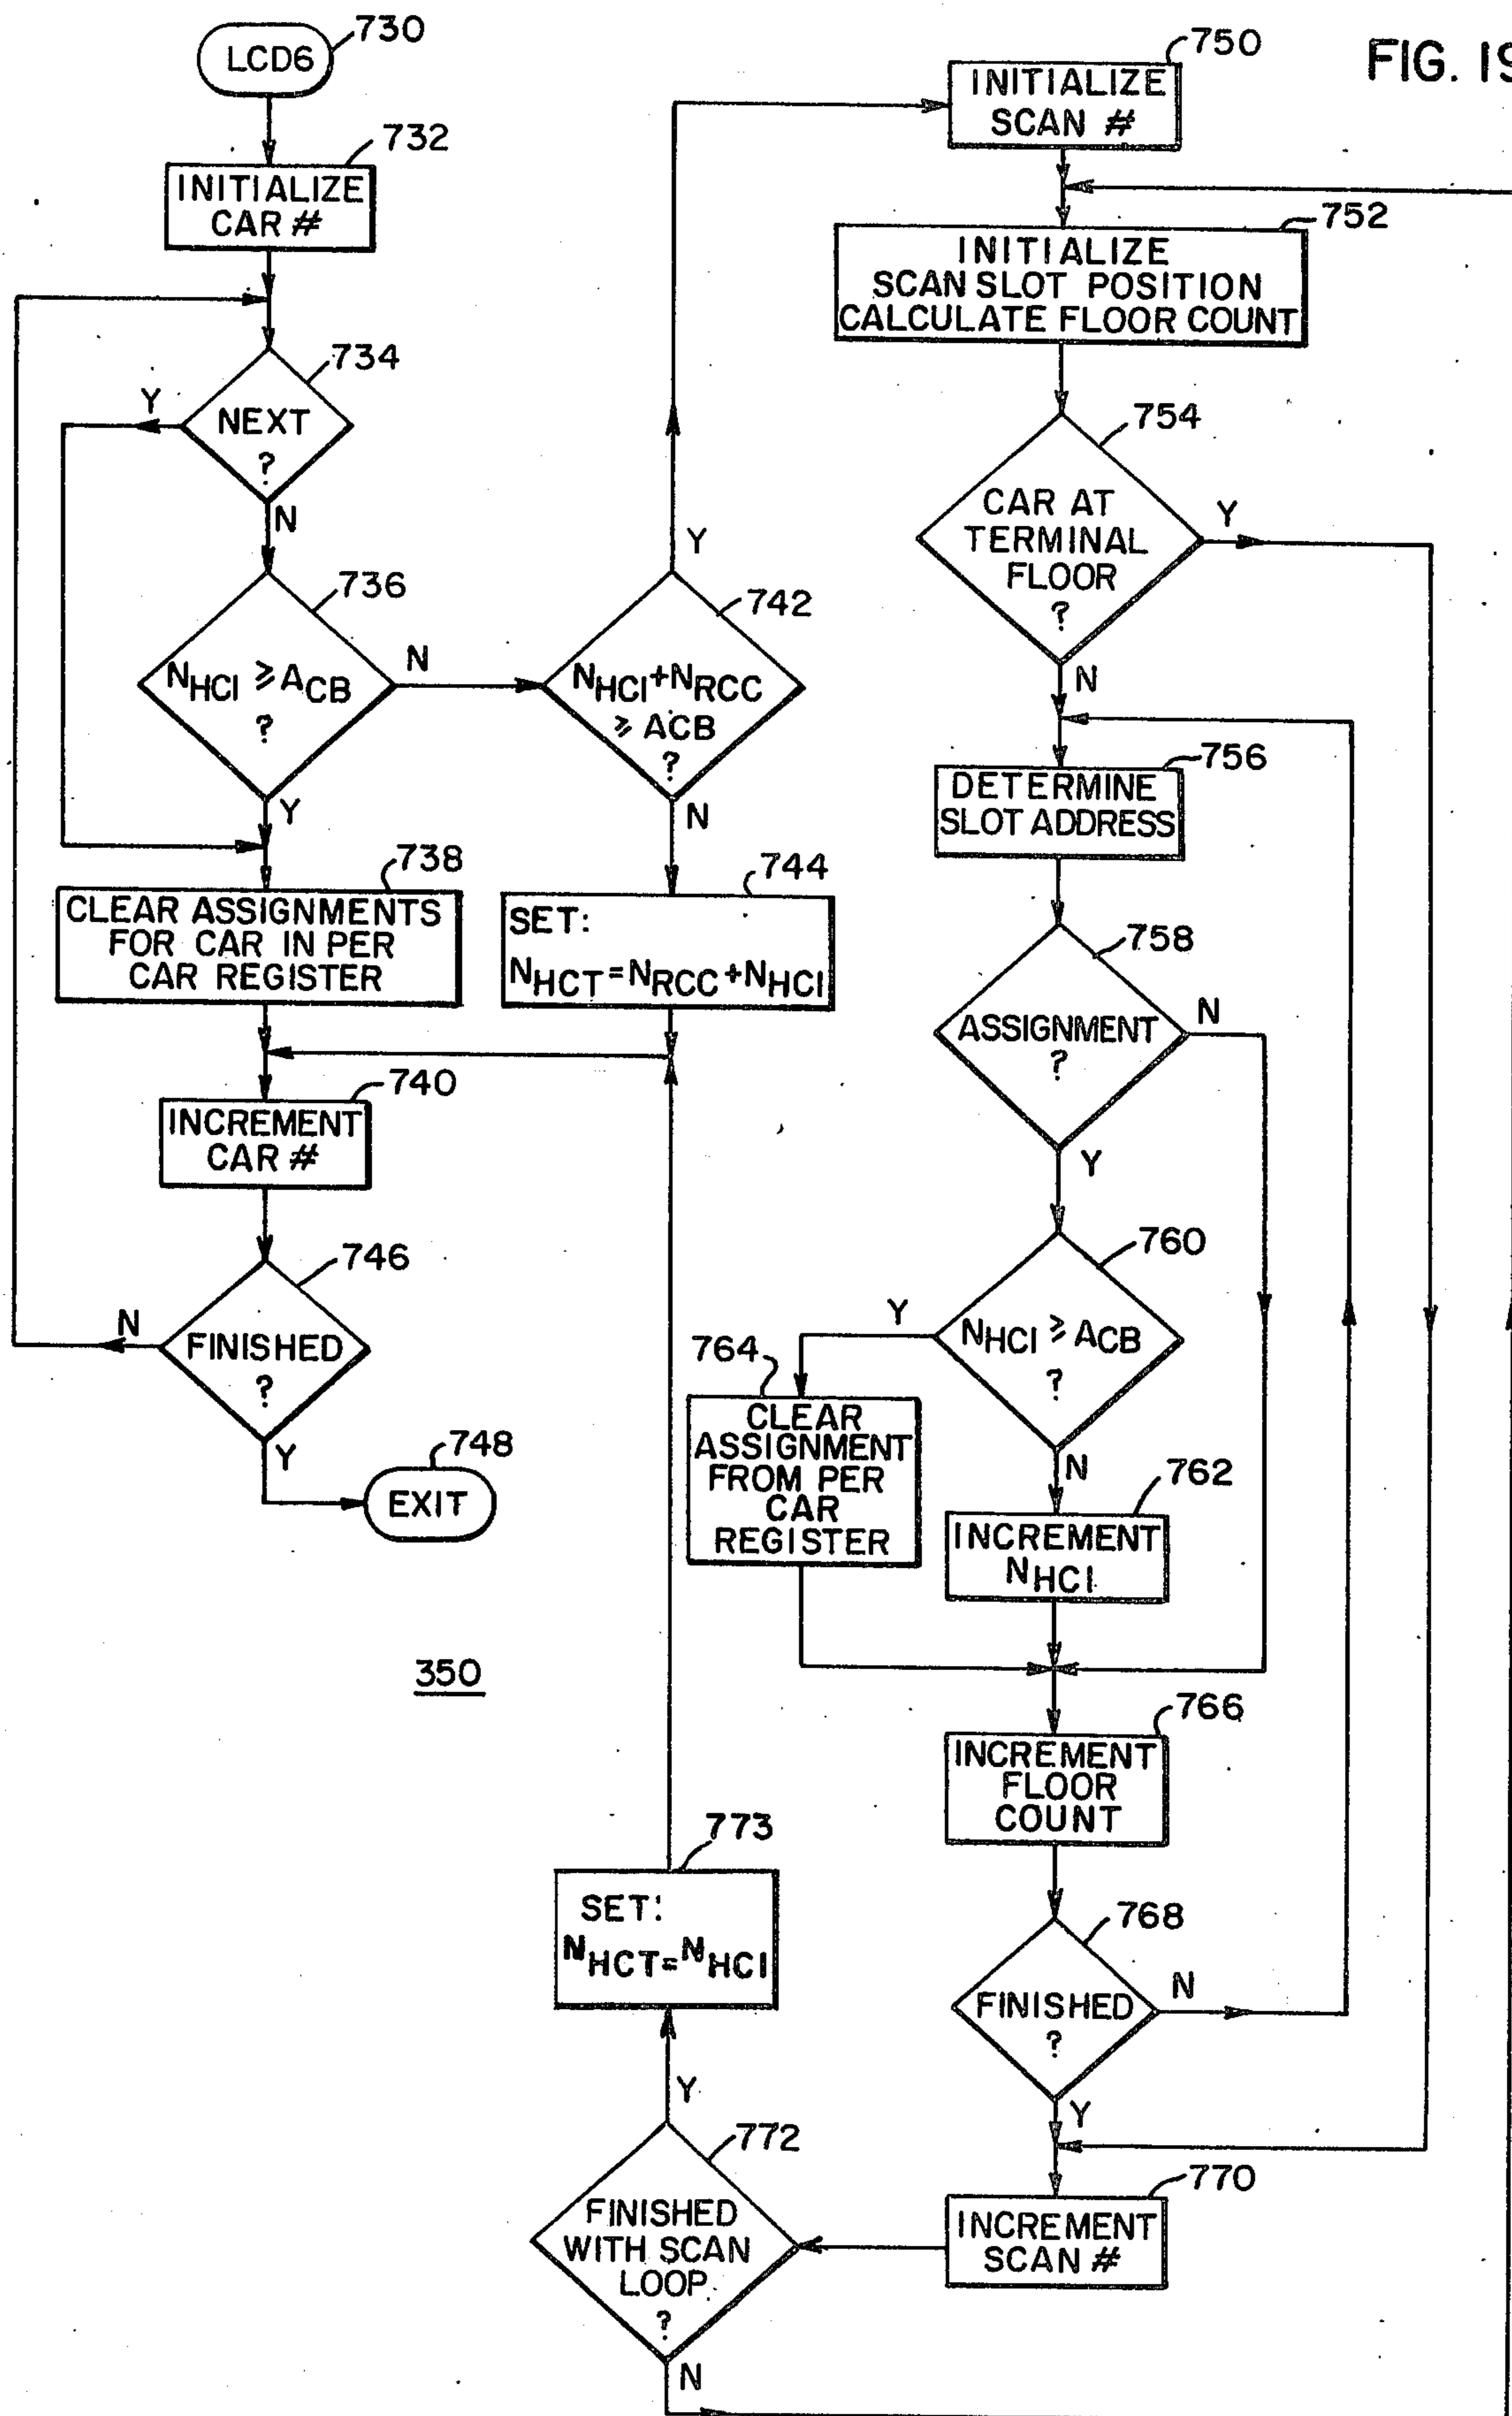 FIG. 19
730
LCD6
732
INITIALIZE
CAR #
734
Y
NEXT
?
N
736
NHCI ≥ ACB
?
N
Y
738
CLEAR ASSIGNMENTS
FOR CAR IN PER
CAR REGISTER
740
INCREMENT
CAR #
746
N
FINISHED
?
Y
748
EXIT
Y
742
NHCI+NRCC
≥ ACB
?
N
744
SET:
NHCT=NRCC+NHCI
750
INITIALIZE
SCAN #
752
INITIALIZE
SCAN SLOT POSITION
CALCULATE FLOOR COUNT
754
CAR AT
TERMINAL
FLOOR
?
Y
N
756
DETERMINE
SLOT ADDRESS
758
ASSIGNMENT
?
N
Y
760
Y
NHCI ≥ ACB
?
N
764
CLEAR
ASSIGNMENT
FROM PER
CAR
REGISTER
762
INCREMENT
NHCI
766
INCREMENT
FLOOR
COUNT
768
FINISHED
?
N
Y
770
INCREMENT
SCAN #
772
FINISHED
WITH SCAN
LOOP
?
Y
N
773
SET:
NHCT=NHCI
350